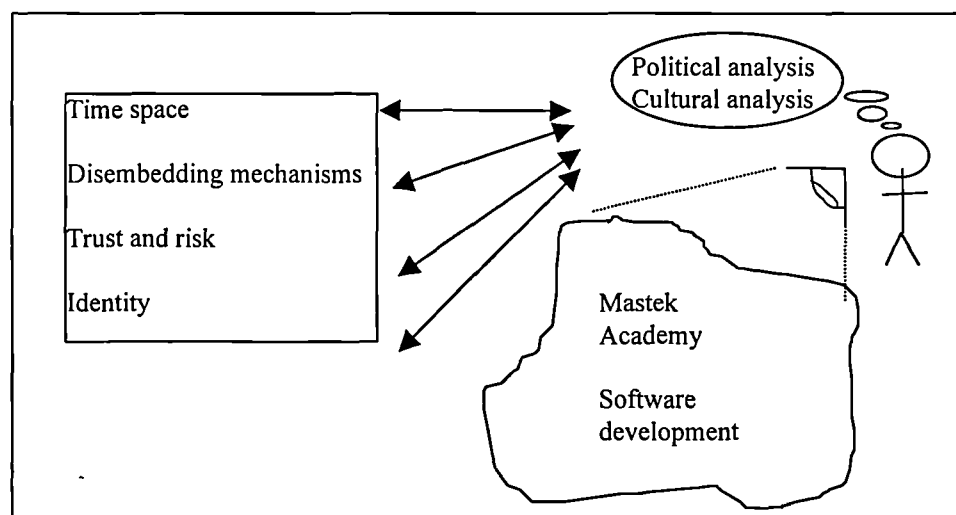 Time space
Disembedding mechanisms
Trust and risk
Identity
Political analysis
Cultural analysis
Mastek
Academy
Software
development